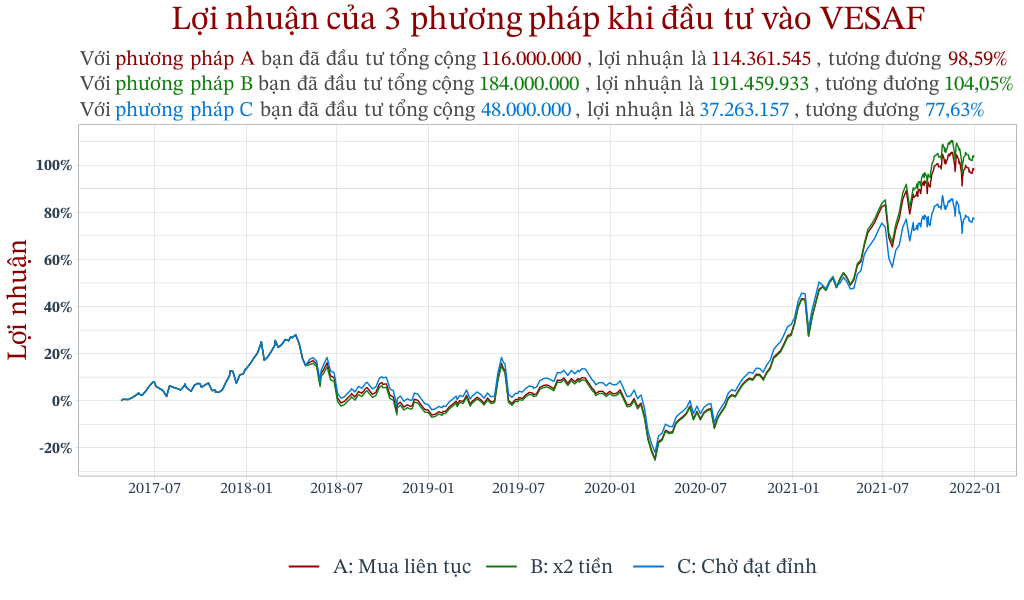 Lợi nhuận của 3 phương pháp khi đầu tư vào VESAF
Với phương pháp A bạn đã đầu tư tổng cộng 116.000.000 , lợi nhuận là 114.361.545 , tương đương 98,59%
Với phương pháp B bạn đã đầu tư tổng cộng 184.000.000 , lợi nhuận là 191.459.933 , tương đương 104,05%
Với phương pháp C bạn đã đầu tư tổng cộng 48.000.000 , lợi nhuận là 37.263.157 , tương đương 77,63%
Lợi nhuận
100%
80%
60%
40%
20%
0%
-20%
2017-07 2018-01 2018-07 2019-01 2019-07 2020-01 2020-07 2021-01 2021-07 2022-01
A: Mua liên tục B: x2 tiền C: Chờ đạt đỉnh